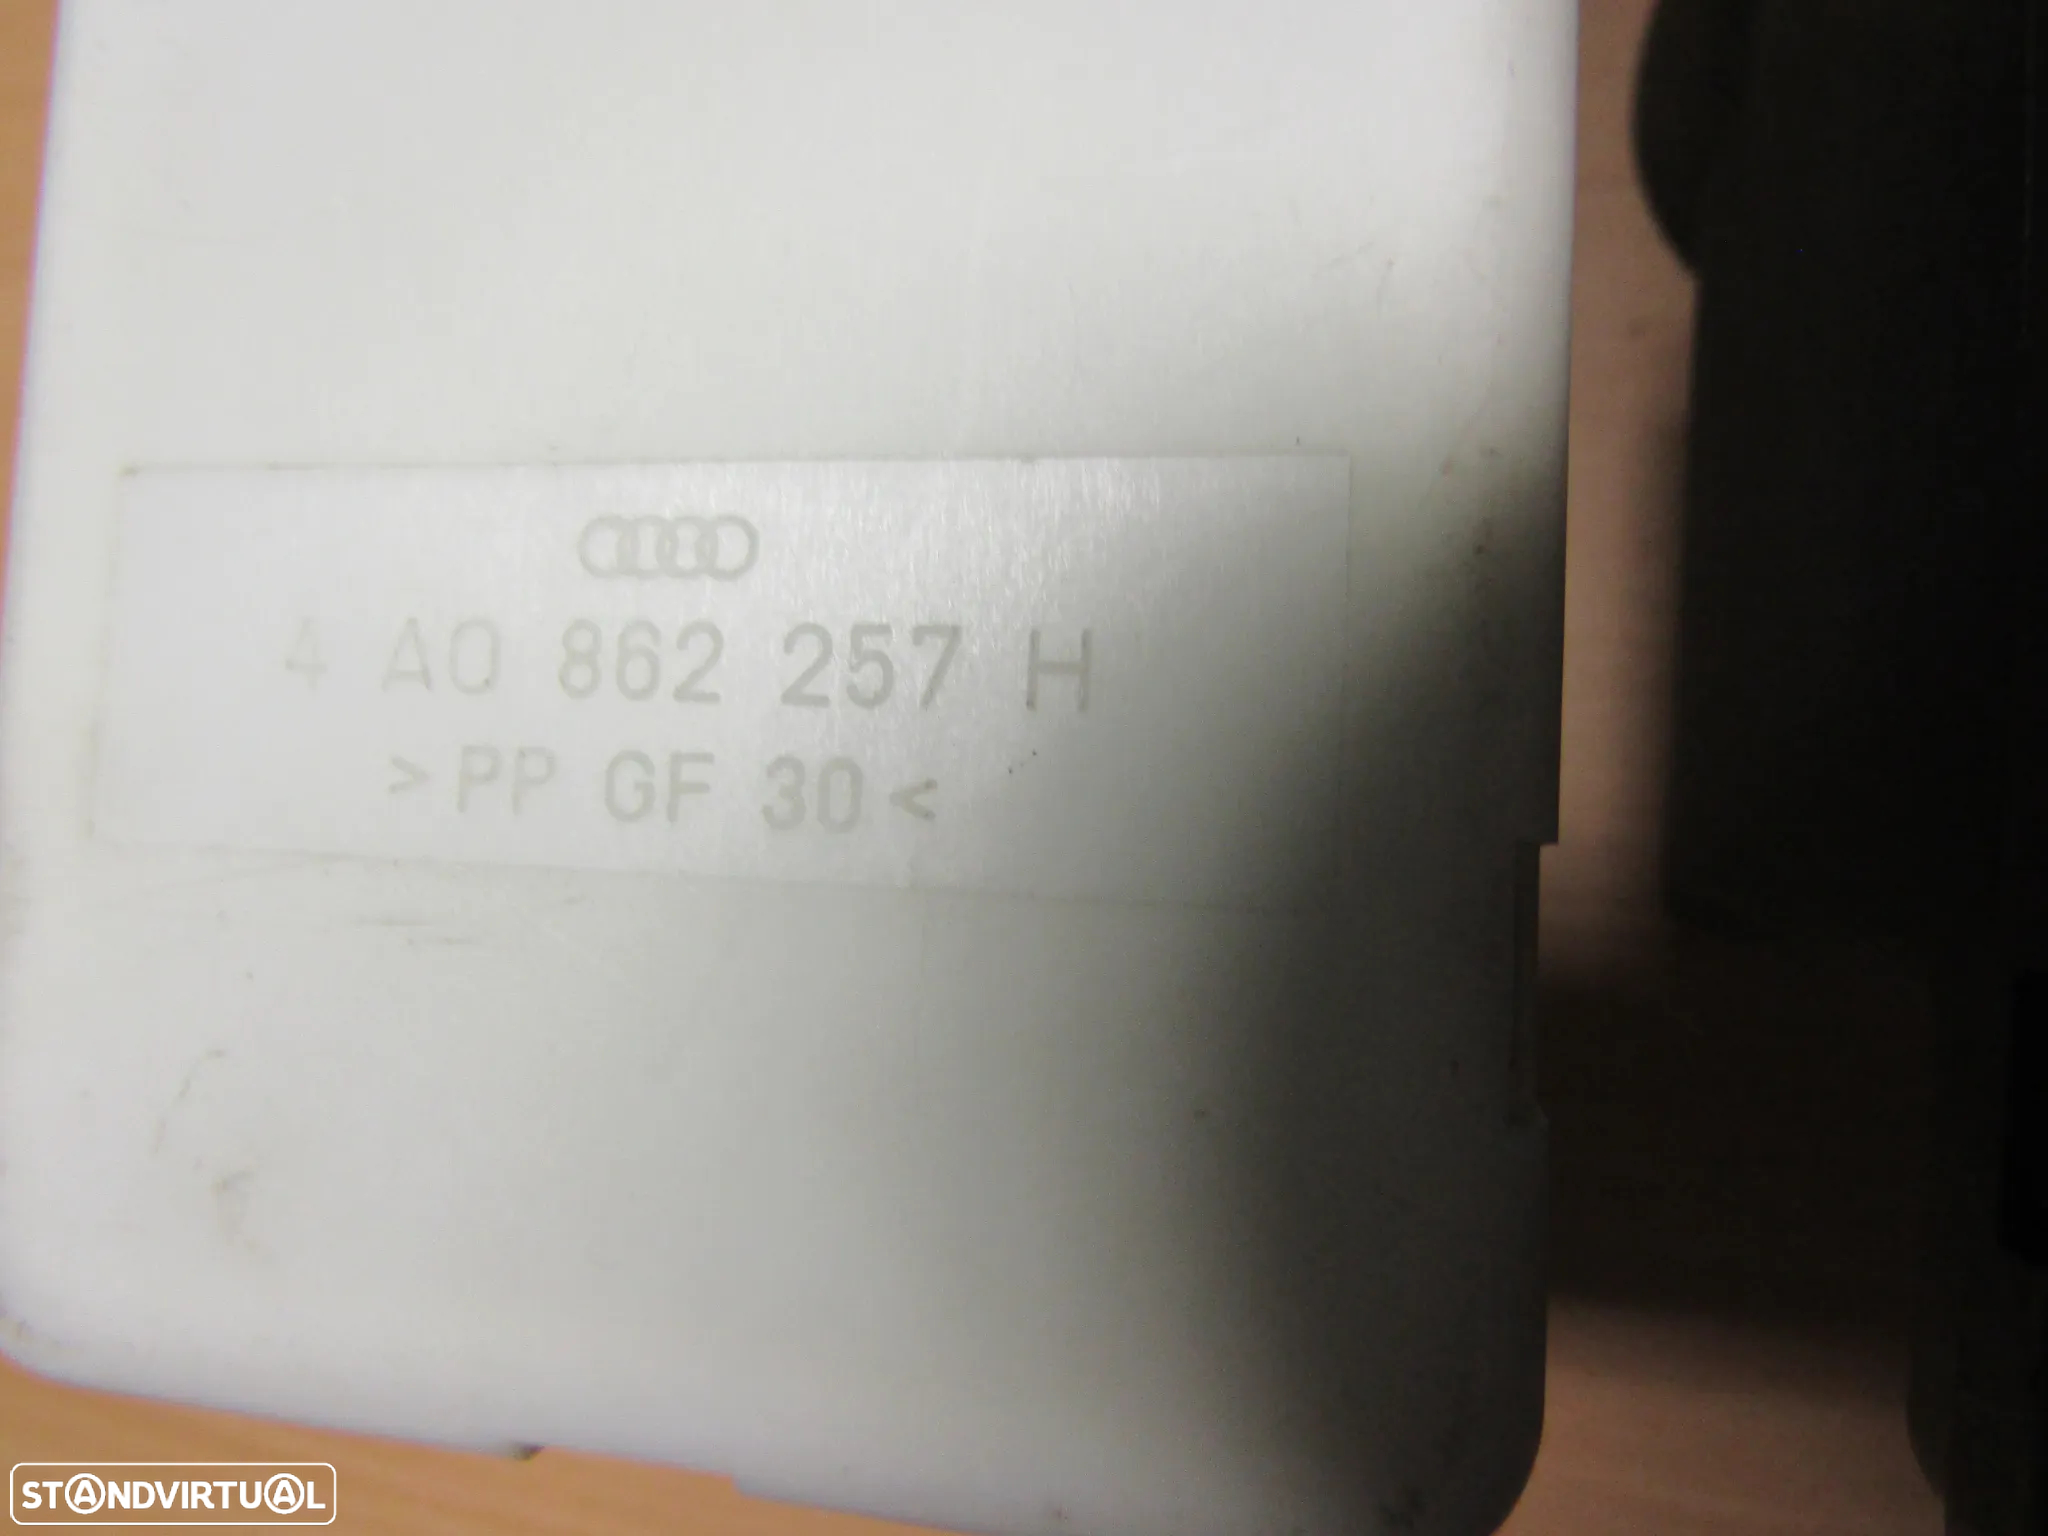 4 A0 862 257 H
>PP GF 30<
STANDVIRTUAL